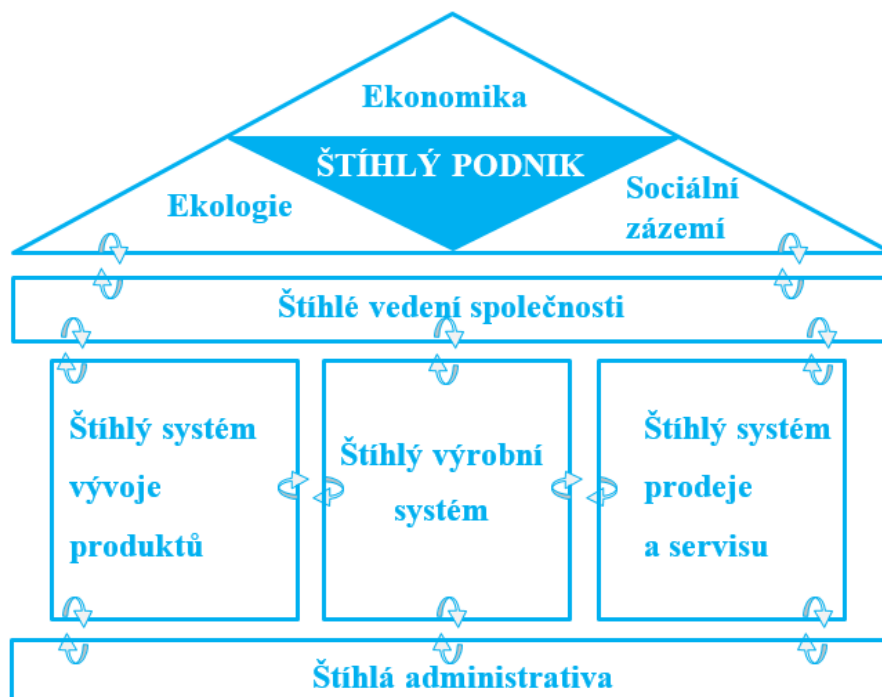 Ekonomika
ŠTÍHLÝ PODNIK
Ekologie
Sociální
zázemí
Štíhlé vedení společnosti
Štíhlý systém
vývoje
produktů
Štíhlý výrobní
systém
Štíhlý systém
prodeje
a servisu
Štíhlá administrativa